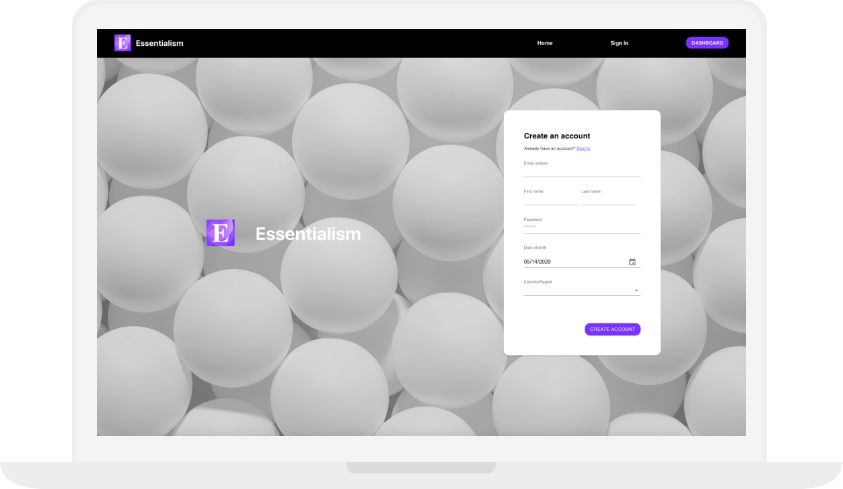 E Essentialism
Home
Sign In
DASHBOARD
Create an account
Already have an account? Sign In
Email adress
First name
Last name
Password
Date of birth
05/14/2020
Country/Region
CREATE ACCOUNT
E Essentialism